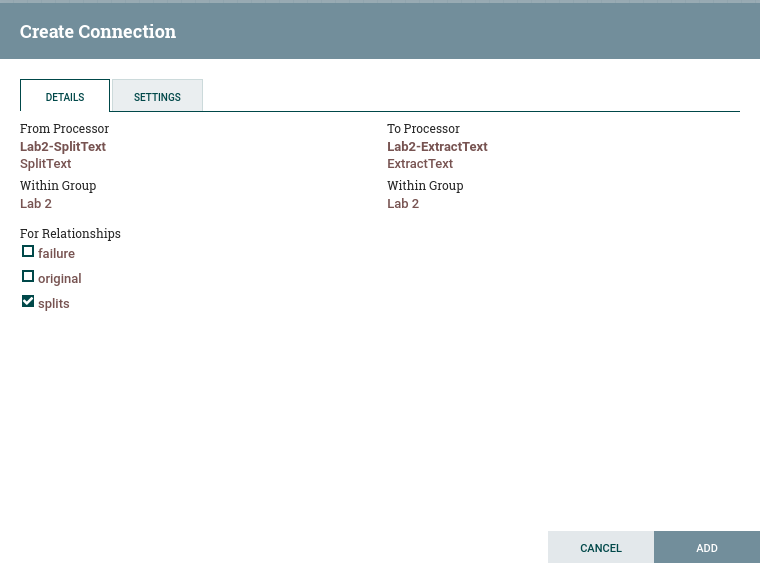 Create Connection
DETAILS
SETTINGS
From Processor
Lab2-SplitText
SplitText
Within Group
Lab 2
To Processor
Lab2-ExtractText
ExtractText
Within Group
Lab 2
For Relationships
failure
original
splits
CANCEL
ADD